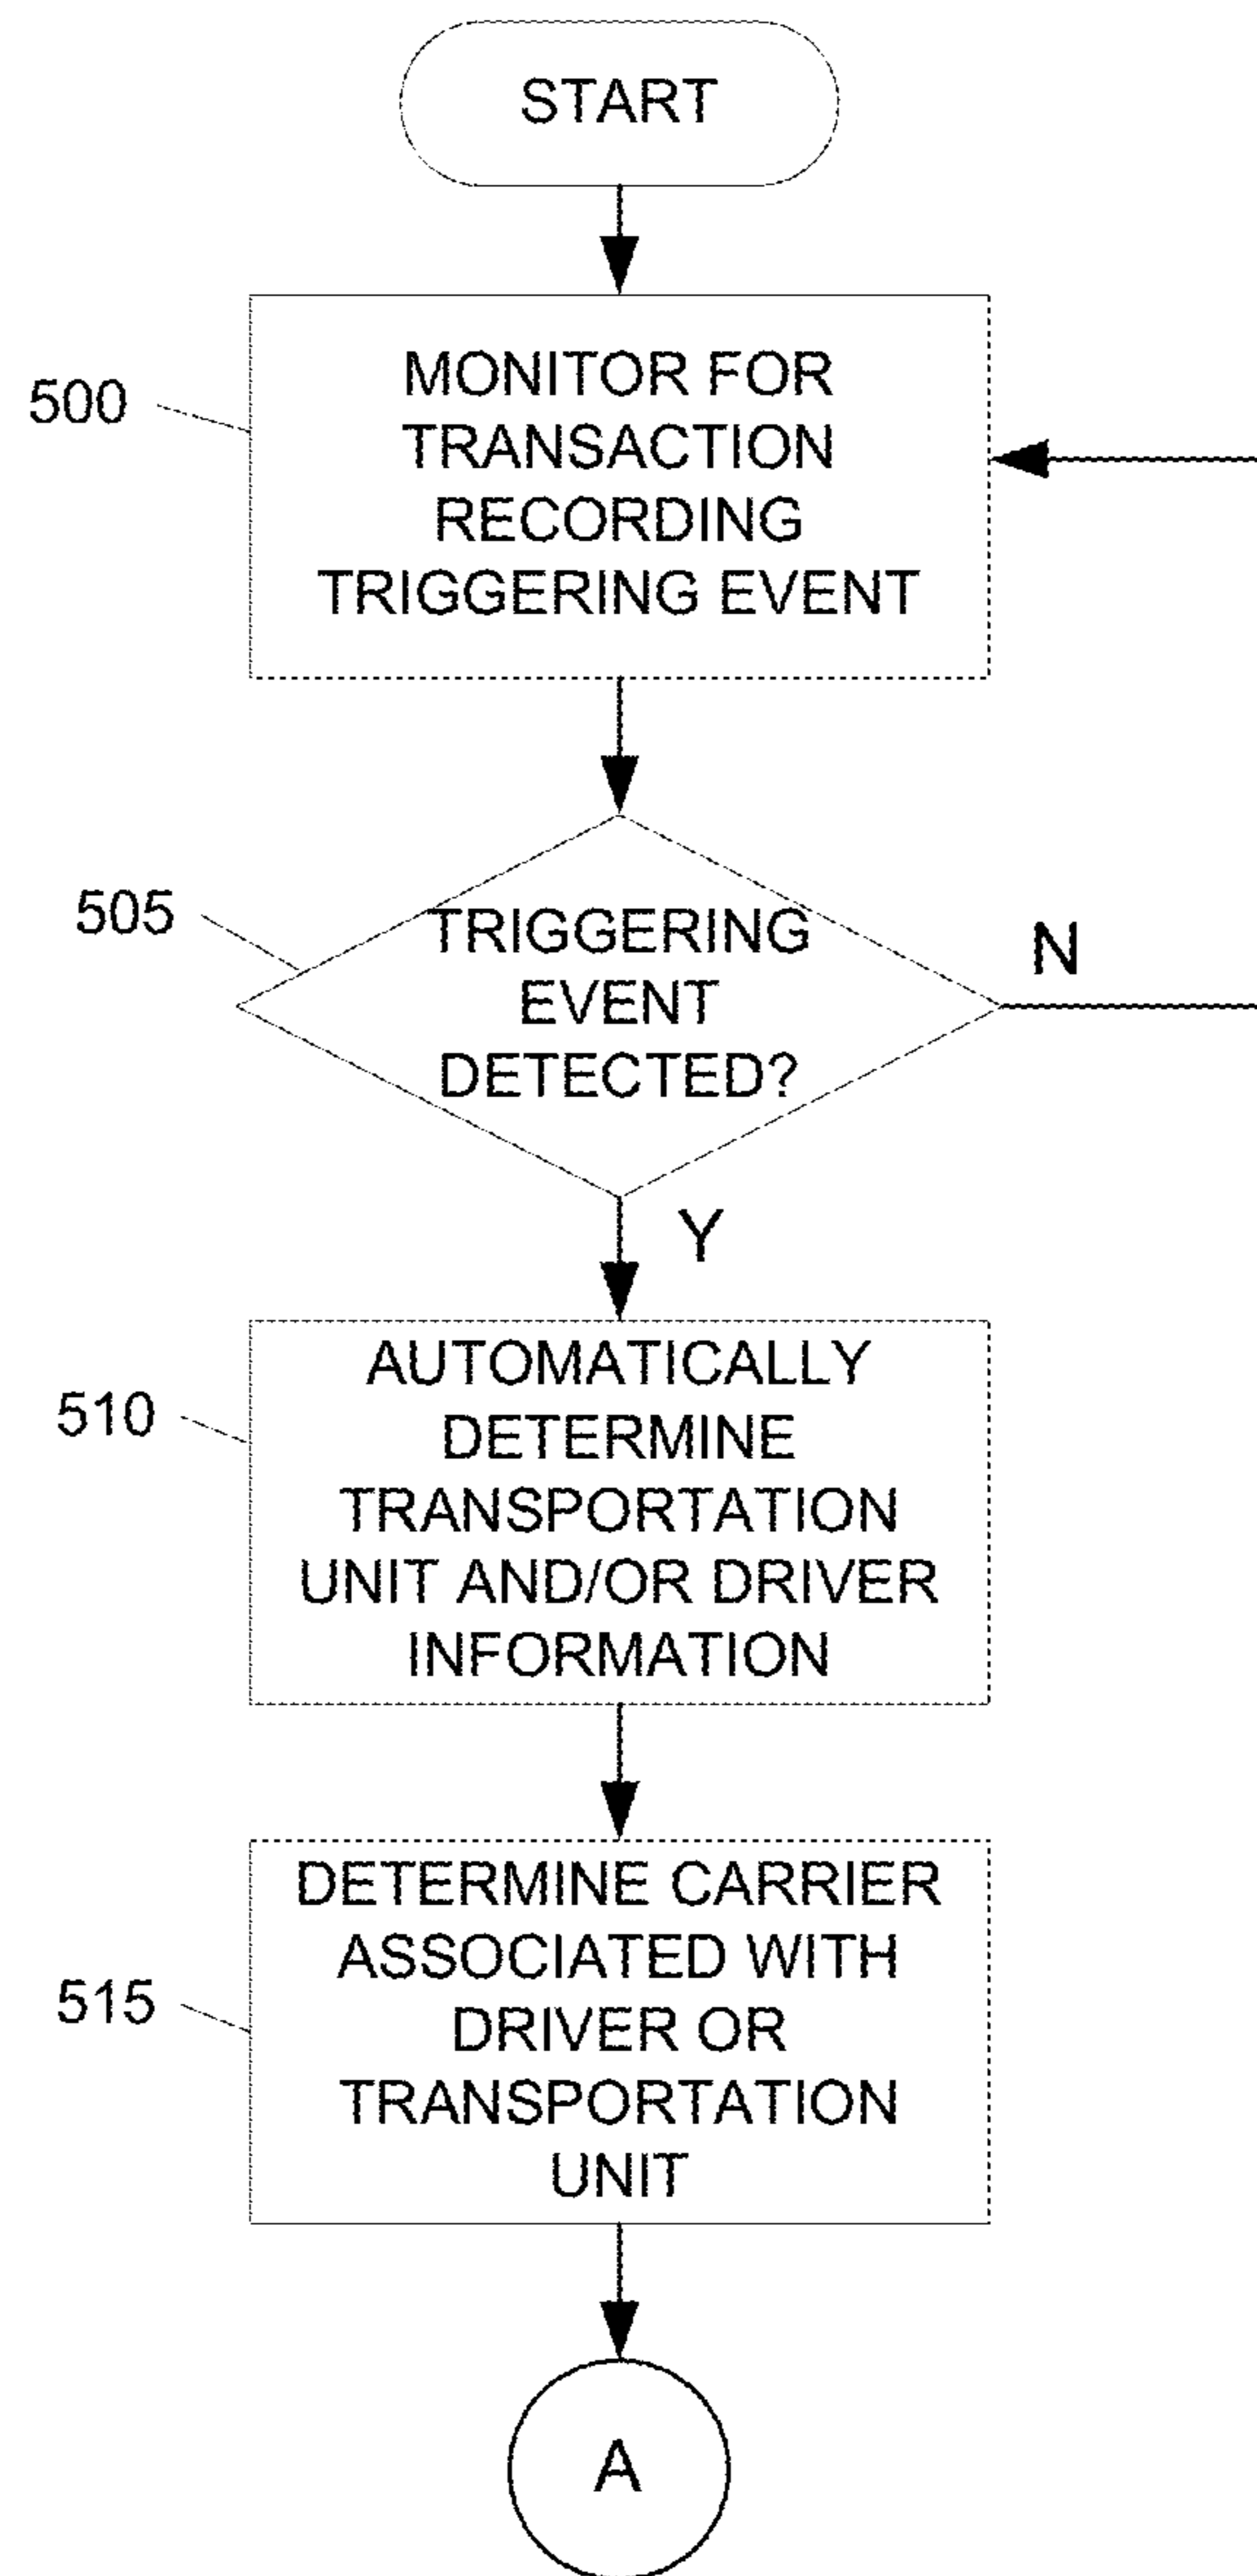 START
500
MONITOR FOR
TRANSACTION
RECORDING
TRIGGERING EVENT
505
TRIGGERING
EVENT
DETECTED?
N
Y
510
AUTOMATICALLY
DETERMINE
TRANSPORTATION
UNIT AND/OR DRIVER
INFORMATION
515
DETERMINE CARRIER
ASSOCIATED WITH
DRIVER OR
TRANSPORTATION
UNIT
A